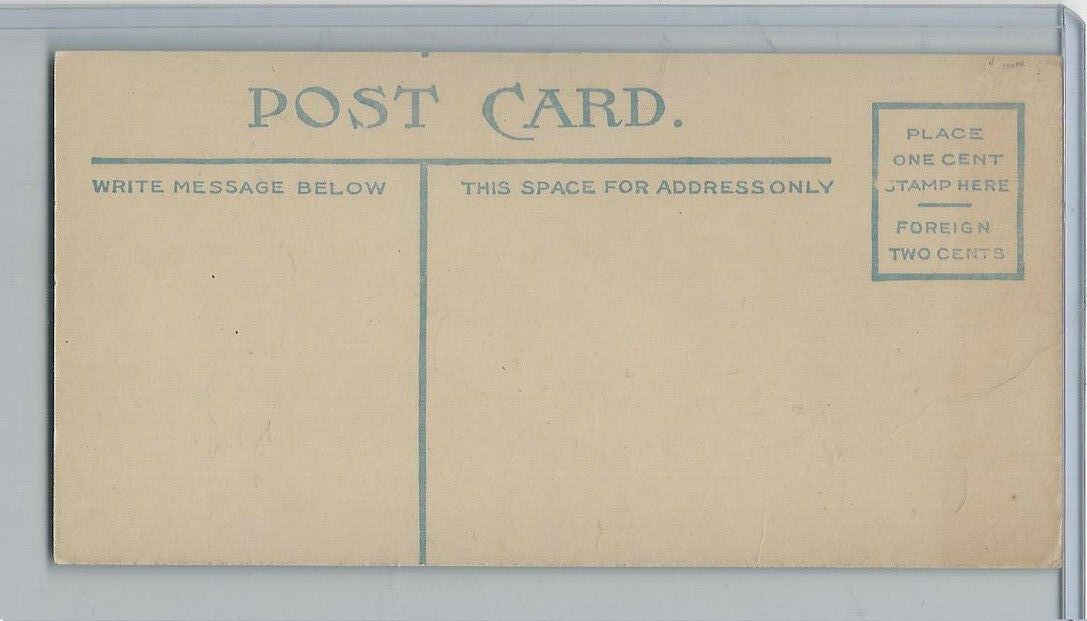 POST CARD.
WRITE MESSAGE BELOW
THIS SPACE FOR ADDRESS ONLY
PLACE
ONE CENT
STAMP HERE
FOREIGN
TWO CENTS